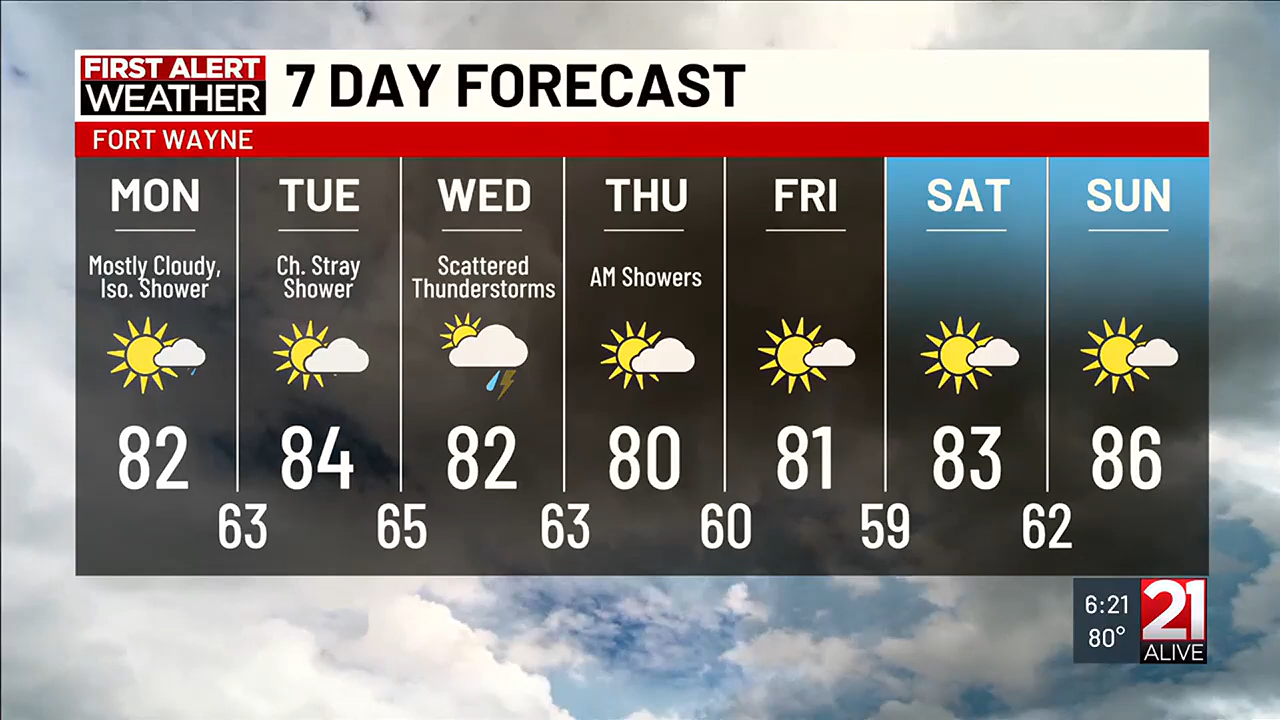 FIRST ALERT
WEATHER
7 DAY FORECAST
FORT WAYNE
MON
TUE
WED
THU
FRI
SAT
SUN
Mostly Cloudy,
Iso. Shower
Ch. Stray
Shower
Scattered
Thunderstorms
AM Showers
82
84
82
80
81
83
86
63
65
63
60
59
62
6:21
80°
21
ALIVE